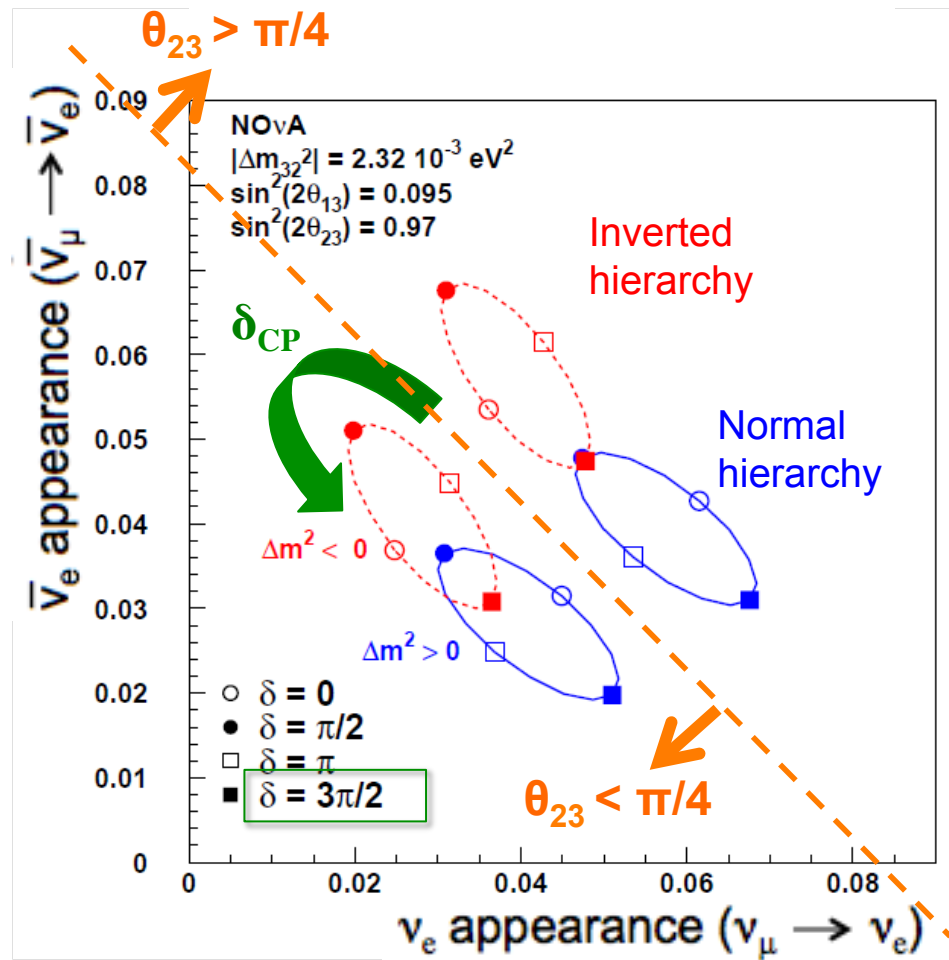 θ₂₃ > π/4
0.09
0.08
0.07
0.06
0.05
0.04
0.03
0.02
0.01
0
ν̄ₑ appearance (ν̄_μ → ν̄ₑ)
NOνA
|Δm₃₂²| = 2.32 10⁻³ eV²
sin²(2θ₁₃) = 0.095
sin²(2θ₂₃) = 0.97
Inverted
hierarchy
δ_CP
Normal
hierarchy
Δm² < 0
Δm² > 0
○ δ = 0
● δ = π/2
□ δ = π
■ δ = 3π/2
θ₂₃ < π/4
0 0.02 0.04 0.06 0.08
νₑ appearance (ν_μ → νₑ)